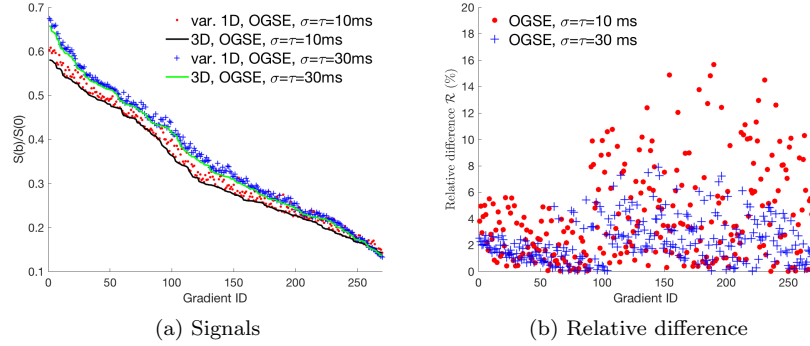 0.7
0.6
0.5
0.4
0.3
0.2
0.1
S(b)/S(0)
var. 1D, OGSE, σ=τ=10ms
3D, OGSE, σ=τ=10ms
var. 1D, OGSE, σ=τ=30ms
3D, OGSE, σ=τ=30ms
0 50 100 150 200 250
Gradient ID
(a) Signals
20
18
16
14
12
10
8
6
4
2
0
Relative difference R (%)
OGSE, σ=τ=10 ms
OGSE, σ=τ=30 ms
0 50 100 150 200 250
Gradient ID
(b) Relative difference